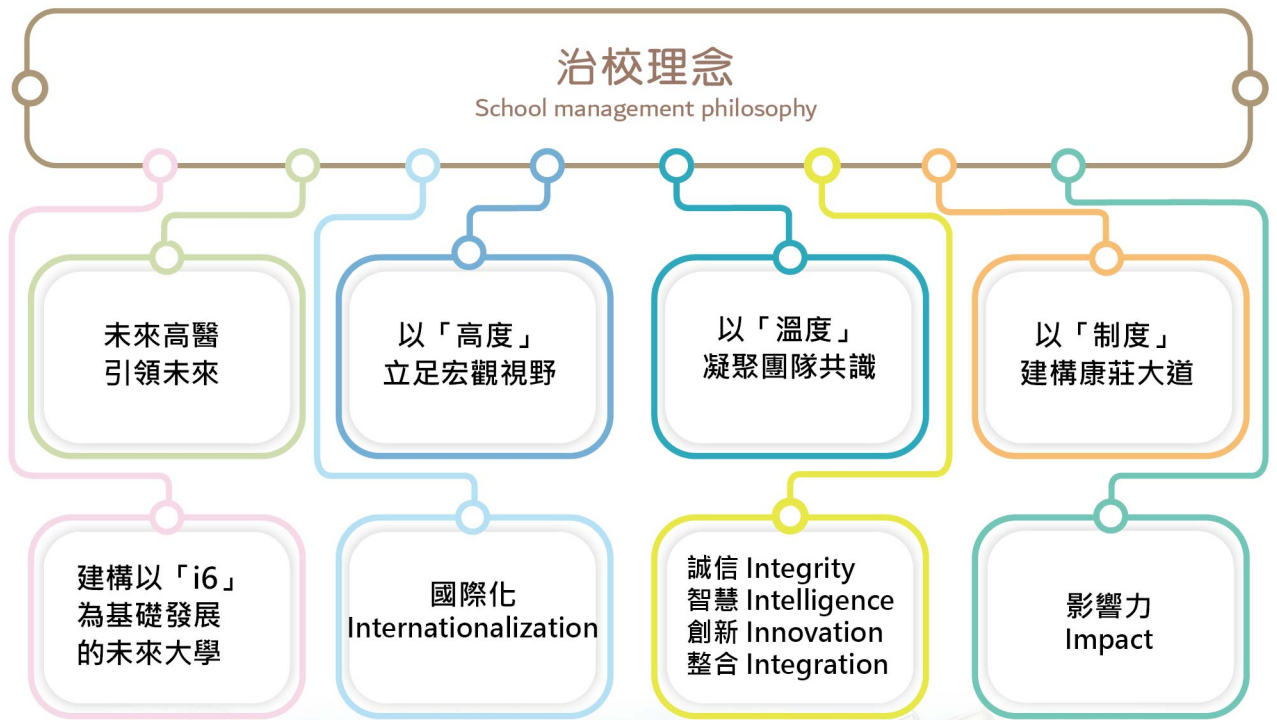 治校理念
School management philosophy
未來高醫
引領未來
以「高度」
立足宏觀視野
以「溫度」
凝聚團隊共識
以「制度」
建構康莊大道
建構以「i6」
為基礎發展
的未來大學
國際化
Internationalization
誠信 Integrity
智慧 Intelligence
創新 Innovation
整合 Integration
影響力
Impact